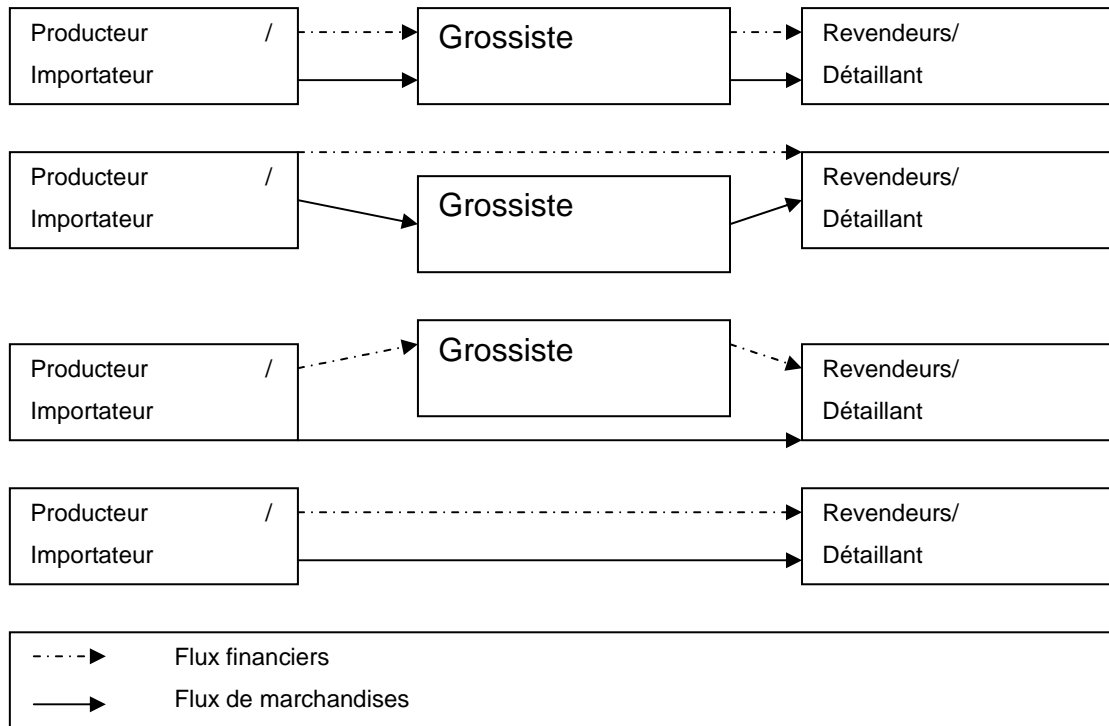 Producteur /
Importateur
Grossiste
Revendeurs/
Détaillant
Producteur /
Importateur
Grossiste
Revendeurs/
Détaillant
Producteur /
Importateur
Grossiste
Revendeurs/
Détaillant
Producteur /
Importateur
Revendeurs/
Détaillant
Flux financiers
Flux de marchandises